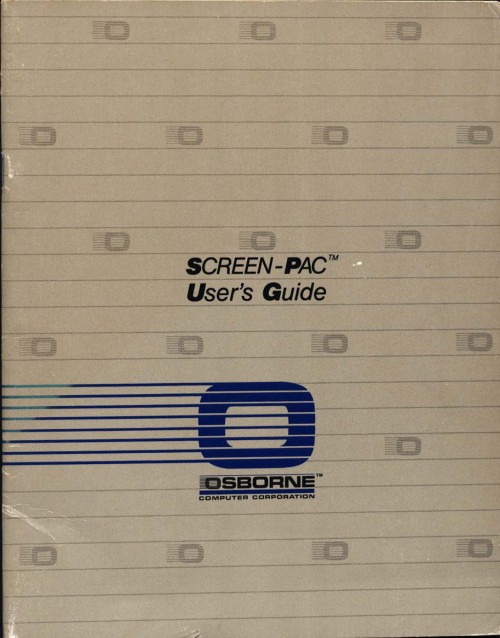 SCREEN-PAC™
User's Guide
OSBORNE™
COMPUTER CORPORATION